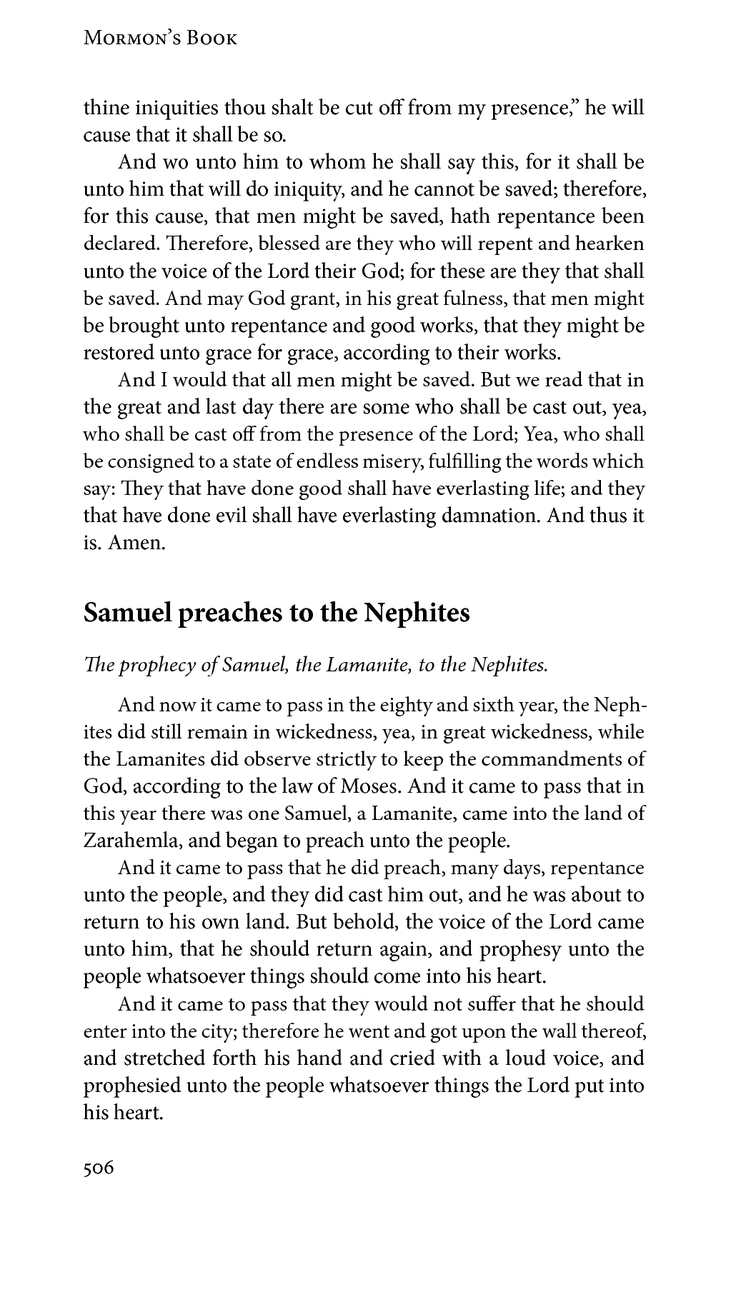 Mormon's Book
thine iniquities thou shalt be cut off from my presence,” he will
cause that it shall be so.
And wo unto him to whom he shall say this, for it shall be
unto him that will do iniquity, and he cannot be saved; therefore,
for this cause, that men might be saved, hath repentance been
declared. Therefore, blessed are they who will repent and hearken
unto the voice of the Lord their God; for these are they that shall
be saved. And may God grant, in his great fulness, that men might
be brought unto repentance and good works, that they might be
restored unto grace for grace, according to their works.
And I would that all men might be saved. But we read that in
the great and last day there are some who shall be cast out, yea,
who shall be cast off from the presence of the Lord; Yea, who shall
be consigned to a state of endless misery, fulfilling the words which
say: They that have done good shall have everlasting life; and they
that have done evil shall have everlasting damnation. And thus it
is. Amen.
Samuel preaches to the Nephites
The prophecy of Samuel, the Lamanite, to the Nephites.
And now it came to pass in the eighty and sixth year, the Neph-
ites did still remain in wickedness, yea, in great wickedness, while
the Lamanites did observe strictly to keep the commandments of
God, according to the law of Moses. And it came to pass that in
this year there was one Samuel, a Lamanite, came into the land of
Zarahemla, and began to preach unto the people.
And it came to pass that he did preach, many days, repentance
unto the people, and they did cast him out, and he was about to
return to his own land. But behold, the voice of the Lord came
unto him, that he should return again, and prophesy unto the
people whatsoever things should come into his heart.
And it came to pass that they would not suffer that he should
enter into the city; therefore he went and got upon the wall thereof,
and stretched forth his hand and cried with a loud voice, and
prophesied unto the people whatsoever things the Lord put into
his heart.
506